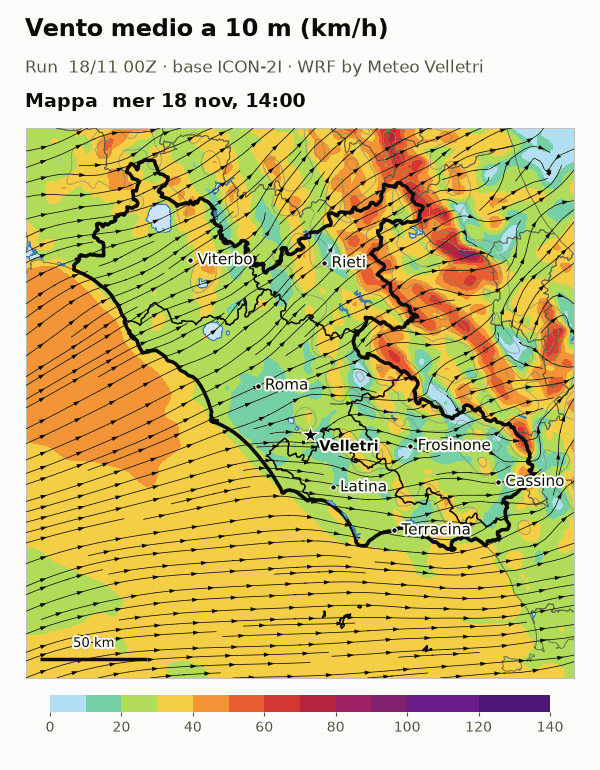 Vento medio a 10 m (km/h)
Run  18/11 00Z · base ICON-2I · WRF by Meteo Velletri
Mappa  mer 18 nov, 14:00
Viterbo
Rieti
Roma
Velletri
Frosinone
Latina
Cassino
Terracina
50 km
0 20 40 60 80 100 120 140